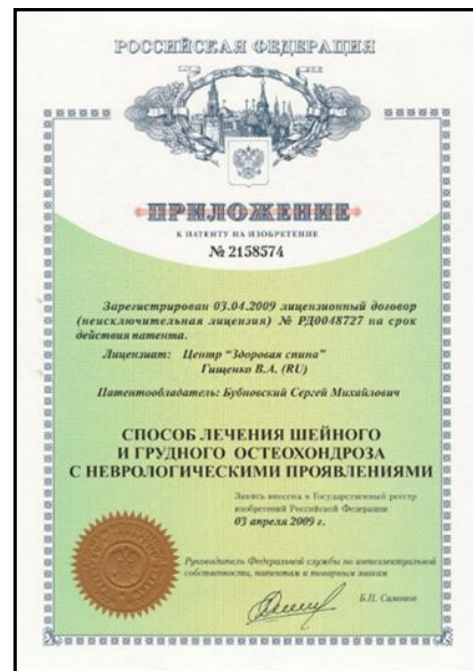 РОССИЙСКАЯ ФЕДЕРАЦИЯ
ПРИЛОЖЕНИЕ
К ПАТЕНТУ НА ИЗОБРЕТЕНИЕ
№ 2158574
Зарегистрирован 03.04.2009 лицензионный договор
(неисключительная лицензия) № РД0048727 на срок
действия патента.
Лицензиат: Центр "Здоровая спина"
Гищенко В.А. (RU)
Патентообладатель: Бубновский Сергей Михайлович
СПОСОБ ЛЕЧЕНИЯ ШЕЙНОГО
И ГРУДНОГО ОСТЕОХОНДРОЗА
С НЕВРОЛОГИЧЕСКИМИ ПРОЯВЛЕНИЯМИ
Запись внесена в Государственный реестр
изобретений Российской Федерации
03 апреля 2009 г.
Руководитель Федеральной службы по интеллектуальной
собственности, патентам и товарным знакам
Б.П. Симонов